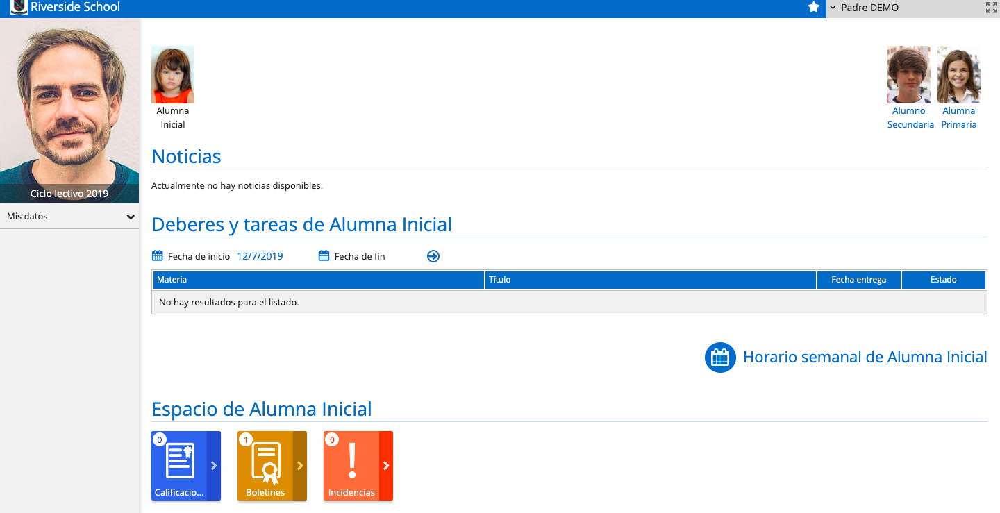 Riverside School
Padre DEMO
Alumna
Inicial
Alumno
Secundaria
Alumna
Primaria
Ciclo lectivo 2019
Mis datos
Noticias
Actualmente no hay noticias disponibles.
Deberes y tareas de Alumna Inicial
Fecha de inicio 12/7/2019 Fecha de fin
Materia Título Fecha entrega Estado
No hay resultados para el listado.
Horario semanal de Alumna Inicial
Espacio de Alumna Inicial
0
Calificacio...
1
Boletines
0
Incidencias